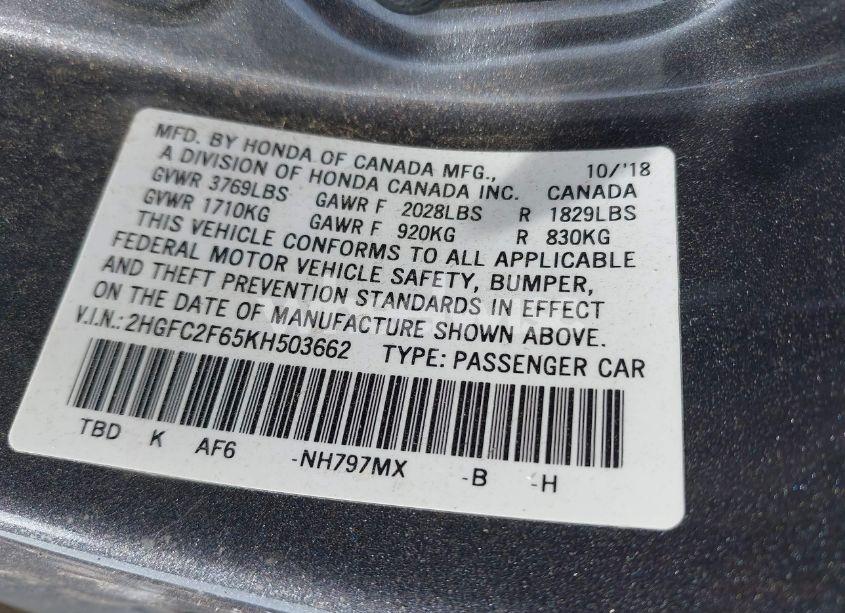 MFD. BY HONDA OF CANADA MFG., 10/'18
A DIVISION OF HONDA CANADA INC. CANADA
GVWR 3769LBS GAWR F 2028LBS R 1829LBS
GVWR 1710KG GAWR F 920KG R 830KG
THIS VEHICLE CONFORMS TO ALL APPLICABLE
FEDERAL MOTOR VEHICLE SAFETY, BUMPER,
AND THEFT PREVENTION STANDARDS IN EFFECT
ON THE DATE OF MANUFACTURE SHOWN ABOVE.
V.I.N.: 2HGFC2F65KH503662 TYPE: PASSENGER CAR
TBD K AF6 -NH797MX -B -H